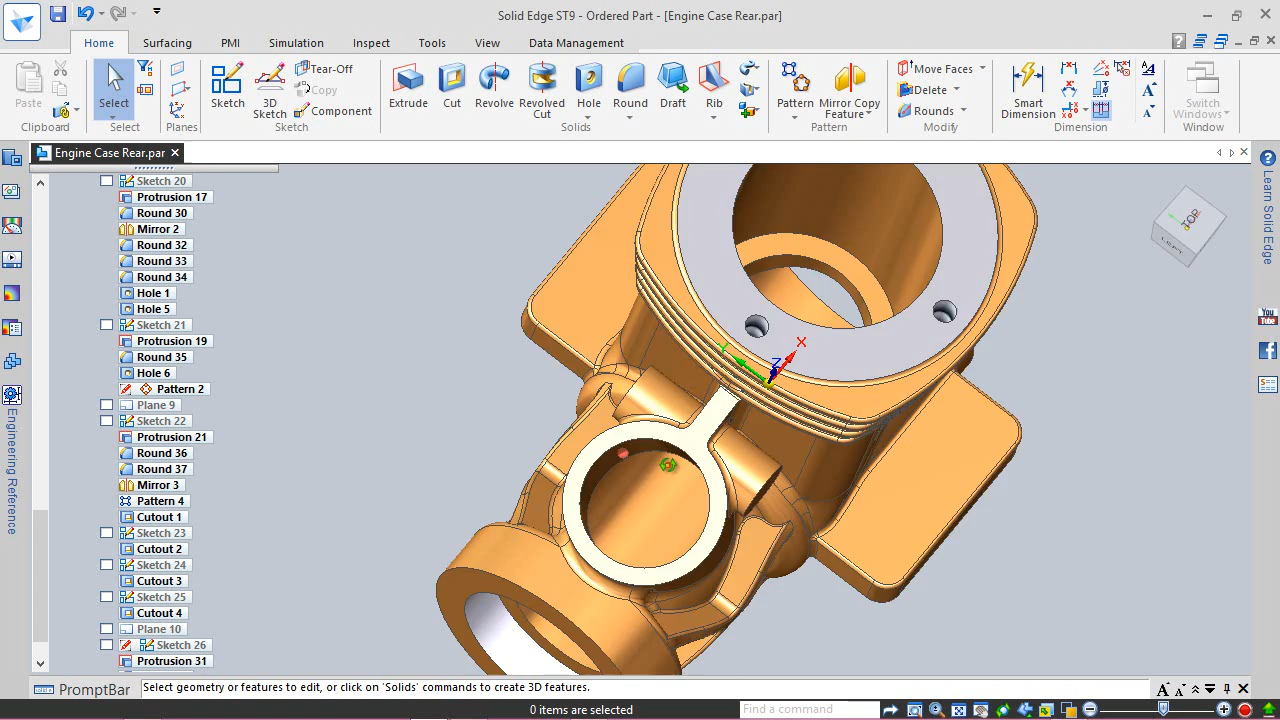 Solid Edge ST9 - Ordered Part - [Engine Case Rear.par]
Home Surfacing PMI Simulation Inspect Tools View Data Management
Paste
Clipboard
Select
Select
Planes
Sketch
3D Sketch
Tear-Off
Copy
Component
Sketch
Extrude
Cut
Revolve
Revolved Cut
Hole
Round
Draft
Rib
Solids
Pattern
Mirror Copy Feature
Pattern
Move Faces
Delete
Rounds
Modify
Smart Dimension
Dimension
Switch Windows
Window
Engine Case Rear.par
Sketch 20
Protrusion 17
Round 30
Mirror 2
Round 32
Round 33
Round 34
Hole 1
Hole 5
Sketch 21
Protrusion 19
Round 35
Hole 6
Pattern 2
Plane 9
Sketch 22
Protrusion 21
Round 36
Round 37
Mirror 3
Pattern 4
Cutout 1
Sketch 23
Cutout 2
Sketch 24
Cutout 3
Sketch 25
Cutout 4
Plane 10
Sketch 26
Protrusion 31
Engineering Reference
X
Y
Z
TOP
LEFT
Learn Solid Edge
You
Tube
PromptBar
Select geometry or features to edit, or click on 'Solids' commands to create 3D features.
0 items are selected
Find a command